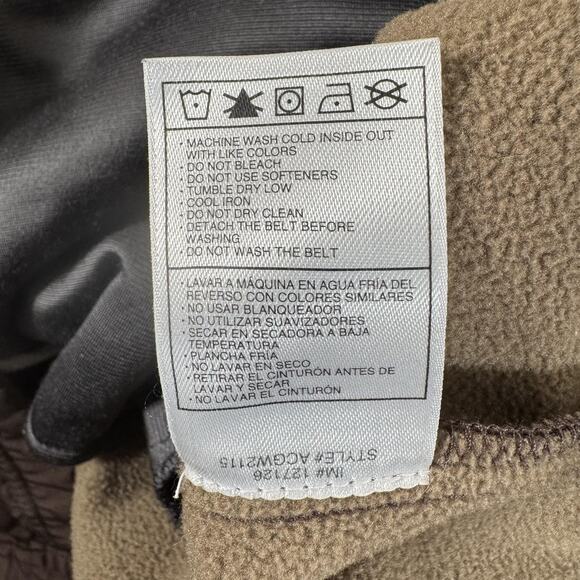 · MACHINE WASH COLD INSIDE OUT
WITH LIKE COLORS
· DO NOT BLEACH
· DO NOT USE SOFTENERS
· TUMBLE DRY LOW
· COOL IRON
· DO NOT DRY CLEAN
· DETACH THE BELT BEFORE
WASHING
· DO NOT WASH THE BELT
· LAVAR A MÁQUINA EN AGUA FRÍA DEL
REVERSO CON COLORES SIMILARES
· NO USAR BLANQUEADOR
· NO UTILIZAR SUAVIZADORES
· SECAR EN SECADORA A BAJA
TEMPERATURA
· PLANCHA FRÍA
· NO LAVAR EN SECO
· RETIRAR EL CINTURÓN ANTES DE
LAVAR Y SECAR
· NO LAVAR EL CINTURÓN
IM# 127126
STYLE# ACGW2115